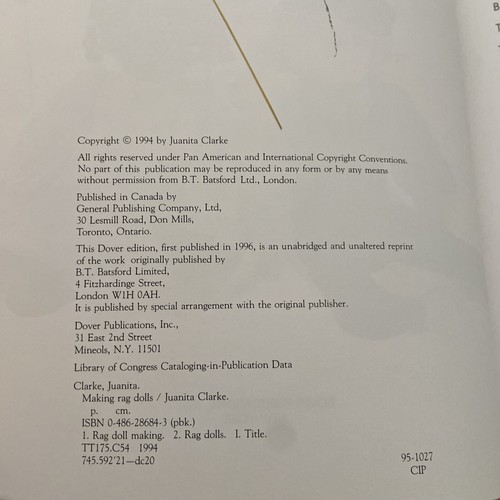 Copyright © 1994 by Juanita Clarke
All rights reserved under Pan American and International Copyright Conventions.
No part of this publication may be reproduced in any form or by any means
without permission from B.T. Batsford Ltd., London.
Published in Canada by
General Publishing Company, Ltd,
30 Lesmill Road, Don Mills,
Toronto, Ontario.
This Dover edition, first published in 1996, is an unabridged and unaltered reprint
of the work originally published by
B.T. Batsford Limited,
4 Fitzhardinge Street,
London W1H 0AH.
It is published by special arrangement with the original publisher.
Dover Publications, Inc.,
31 East 2nd Street
Mineols, N.Y. 11501
Library of Congress Cataloging-in-Publication Data
Clarke, Juanita.
Making rag dolls / Juanita Clarke.
p. cm.
ISBN 0-486-28684-3 (pbk.)
1. Rag doll making. 2. Rag dolls. I. Title.
TT175.C54 1994
745.592'21—dc20
95-1027
CIP
B
T